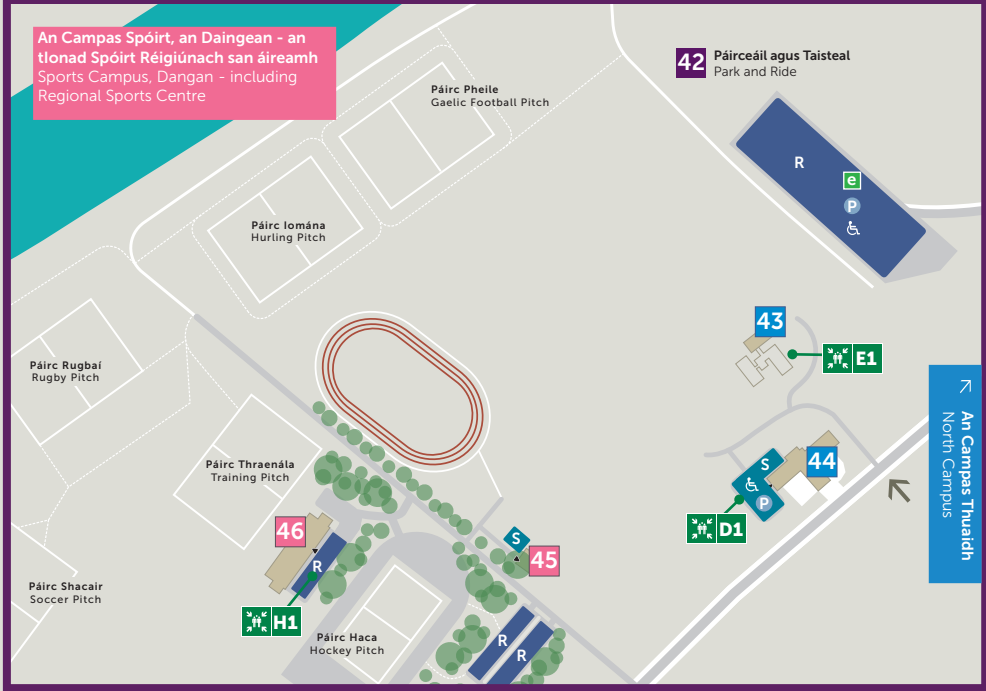 An Campas Spóirt, an Daingean - an
tIonad Spóirt Réigiúnach san áireamh
Sports Campus, Dangan - including
Regional Sports Centre
42
Páirceáil agus Taisteal
Park and Ride
Páirc Pheile
Gaelic Football Pitch
R
e
P
Páirc Iomána
Hurling Pitch
43
E1
Páirc Rugbaí
Rugby Pitch
An Campas Thuaidh
North Campus
Páirc Thraenála
Training Pitch
44
S
P
D1
46
R
S
45
Páirc Shacair
Soccer Pitch
H1
Páirc Haca
Hockey Pitch
R
R